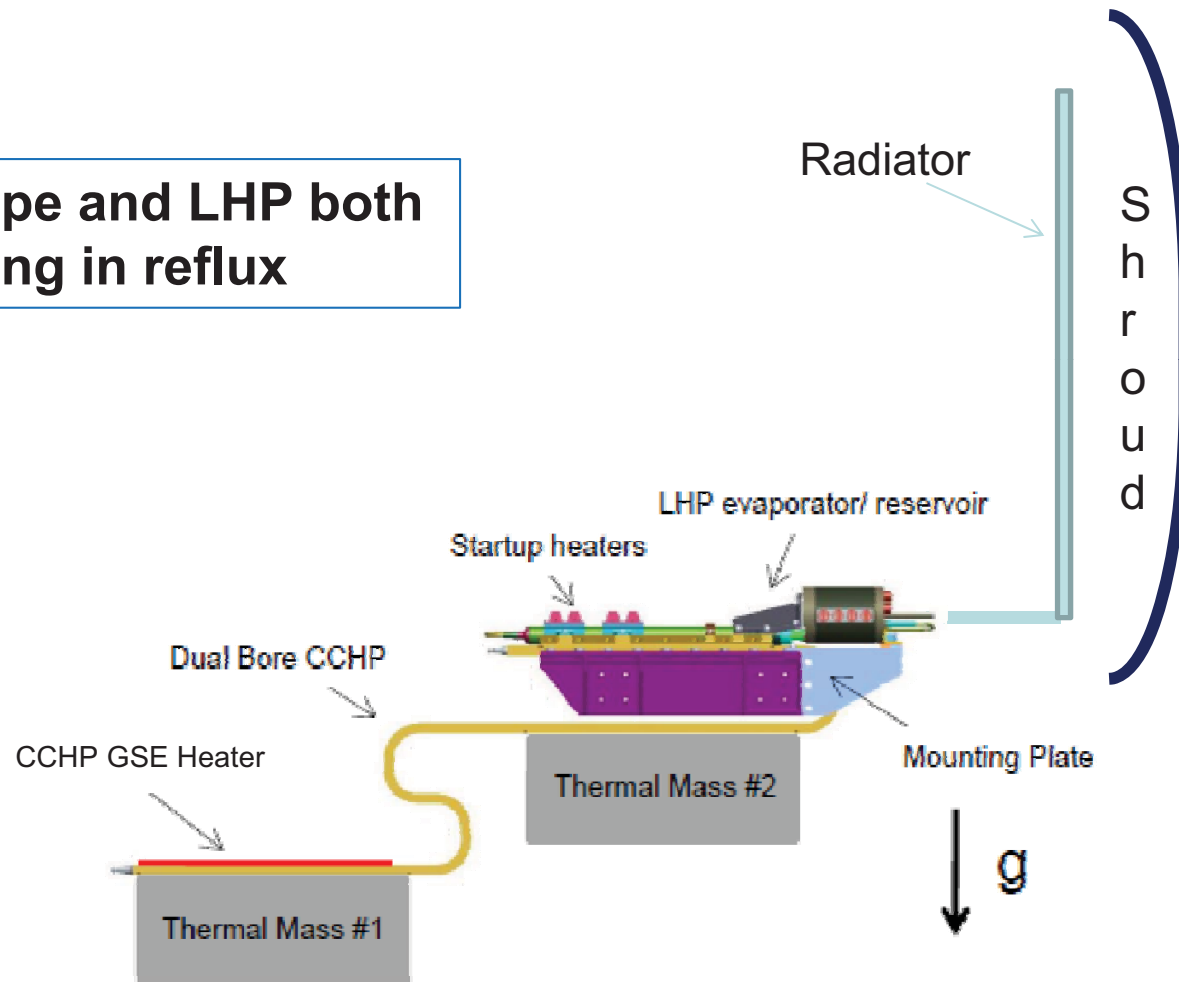 pe and LHP both
ng in reflux
Radiator
Shroud
LHP evaporator/ reservoir
Startup heaters
Dual Bore CCHP
CCHP GSE Heater
Mounting Plate
Thermal Mass #2
g
Thermal Mass #1